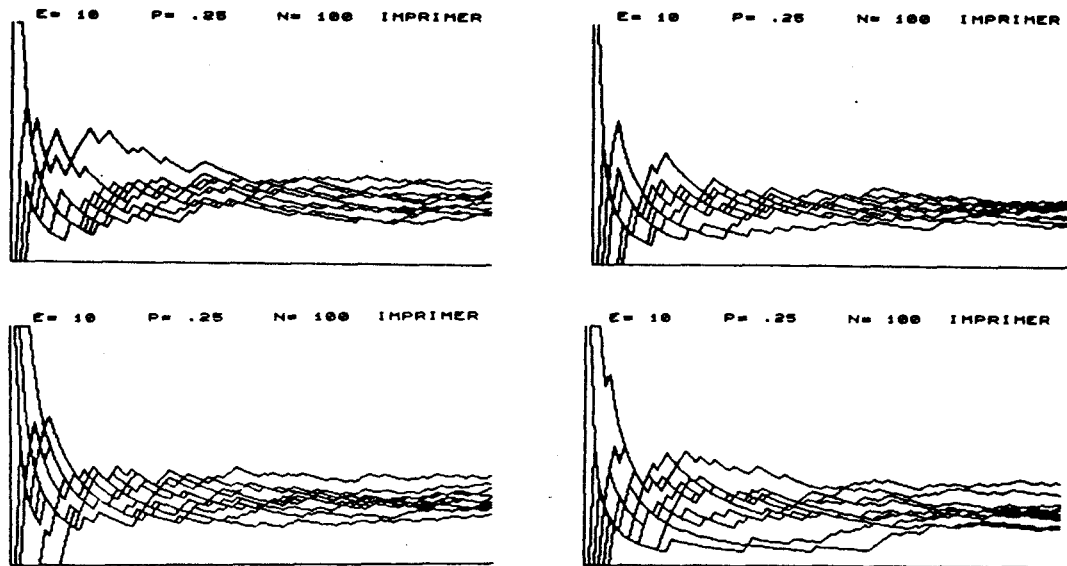 E= 10 P= .25 N= 100 IMPRIMER
E= 10 P= .25 N= 100 IMPRIMER
E= 10 P= .25 N= 100 IMPRIMER
E= 10 P= .25 N= 100 IMPRIMER